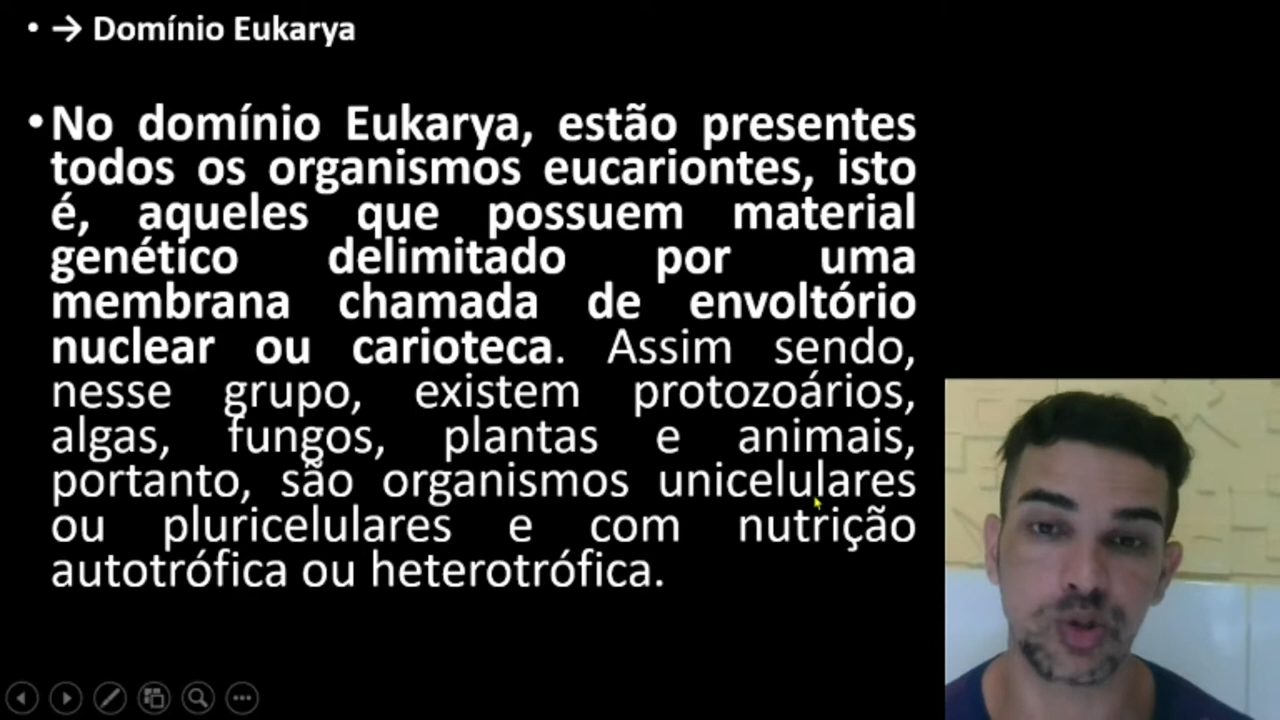 • → Domínio Eukarya
• No domínio Eukarya, estão presentes
todos os organismos eucariontes, isto
é, aqueles que possuem material
genético delimitado por uma
membrana chamada de envoltório
nuclear ou carioteca. Assim sendo,
nesse grupo, existem protozoários,
algas, fungos, plantas e animais,
portanto, são organismos unicelulares
ou pluricelulares e com nutrição
autotrófica ou heterotrófica.